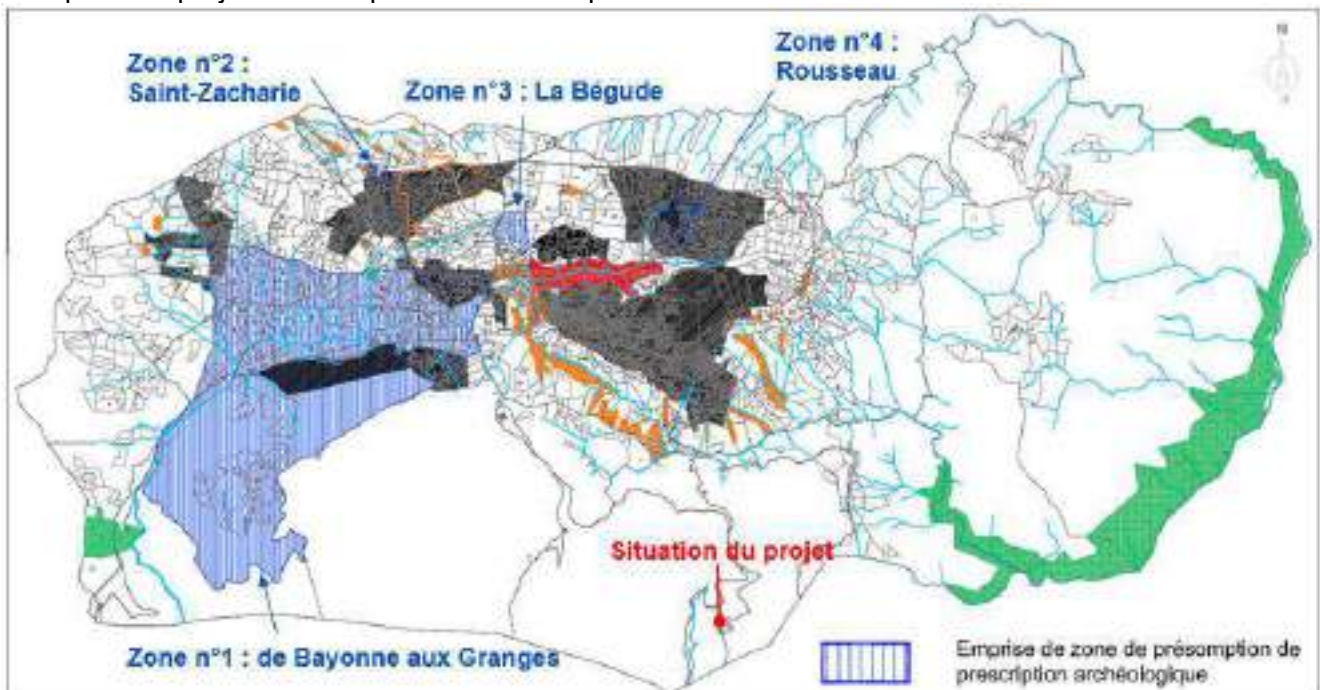 Zone n°2 :
Saint-Zacharie
Zone n°3 : La Bégude
Zone n°4 :
Rousseau
N
Situation du projet
Zone n°1 : de Bayonne aux Granges
Emprise de zone de présomption de
prescription archéologique